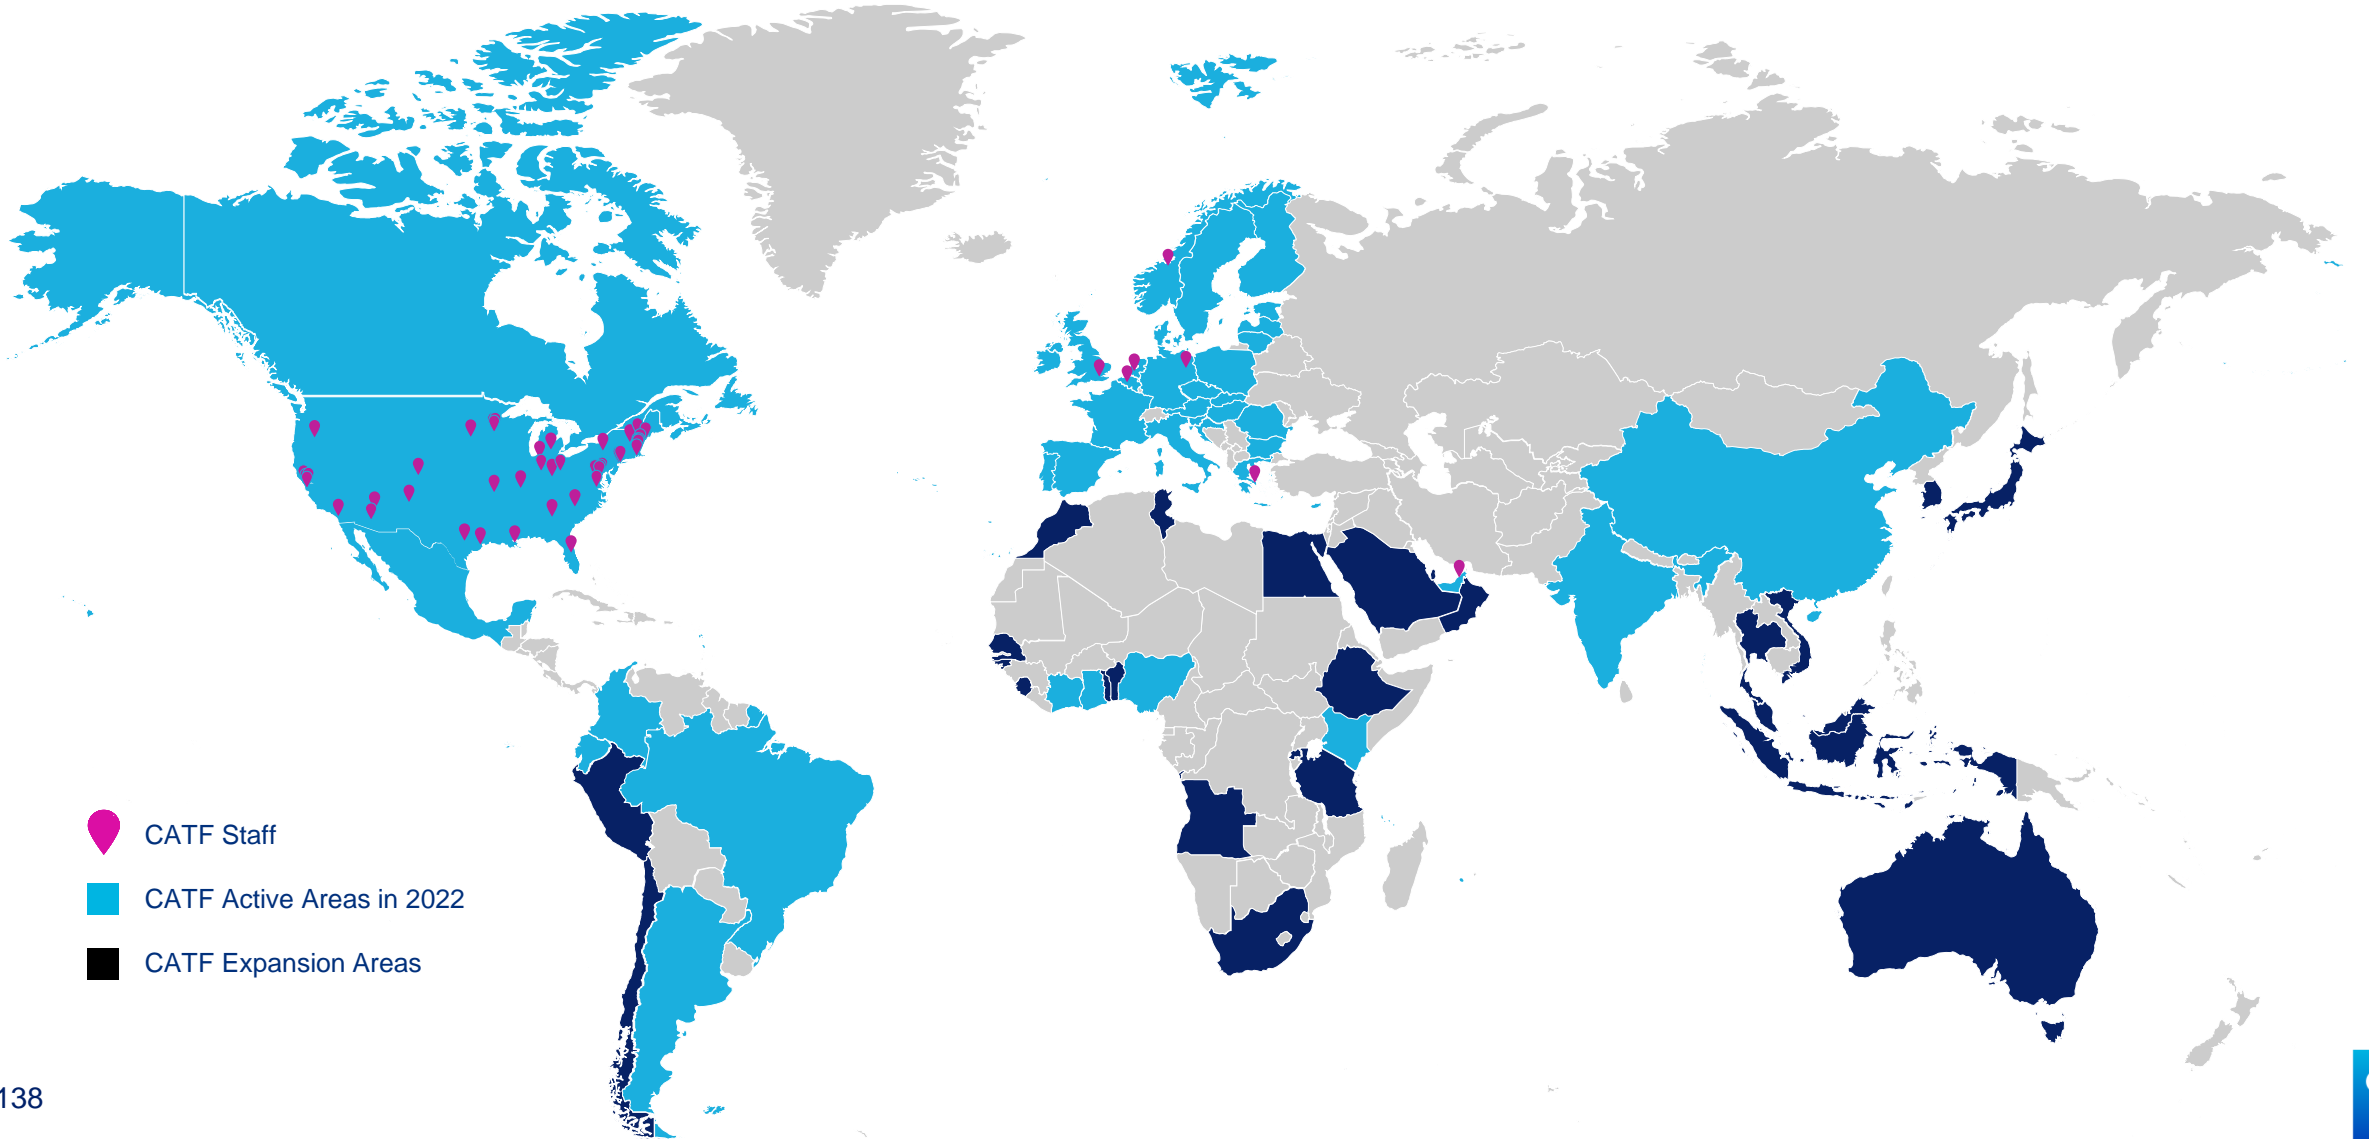 CATF Staff
CATF Active Areas in 2022
CATF Expansion Areas
138